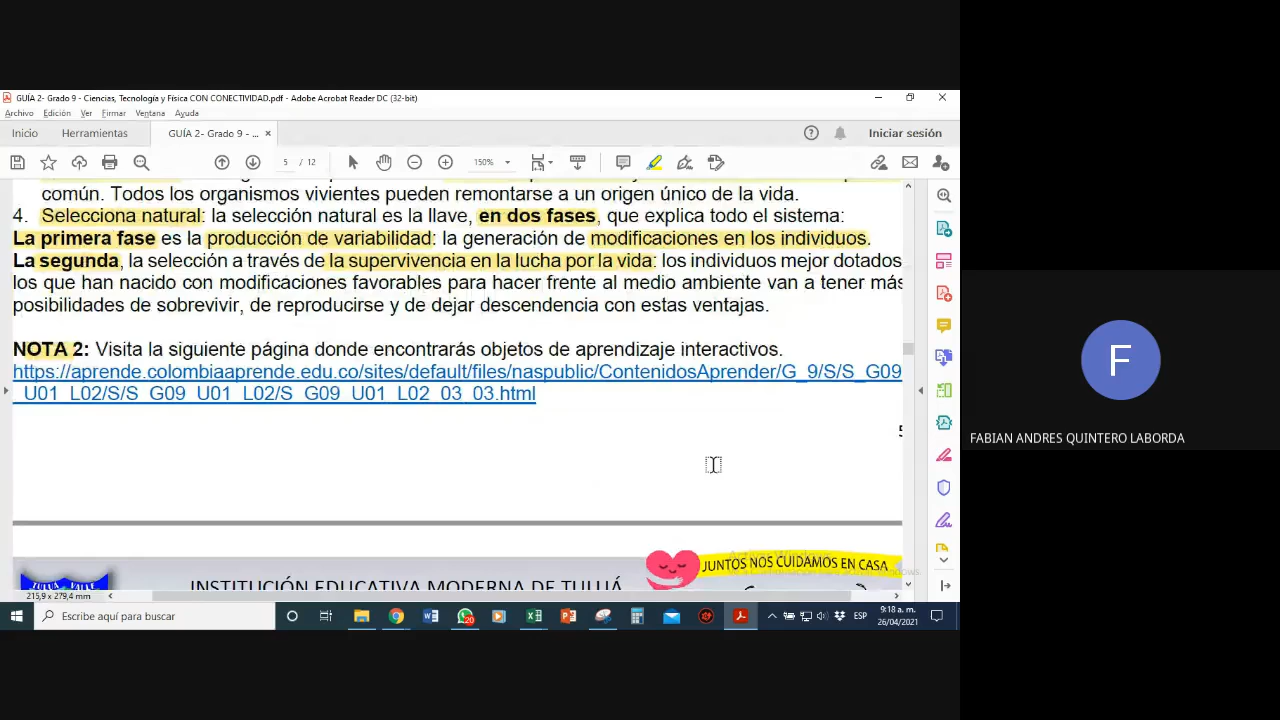 GUÍA 2- Grado 9 - Ciencias, Tecnología y Física CON CONECTIVIDAD.pdf - Adobe Acrobat Reader DC (32-bit)
Archivo Edición Ver Firmar Ventana Ayuda
Inicio Herramientas GUÍA 2- Grado 9 - ... × Iniciar sesión
5 / 12 150%
común. Todos los organismos vivientes pueden remontarse a un origen único de la vida.
4. Selecciona natural: la selección natural es la llave, en dos fases, que explica todo el sistema:
La primera fase es la producción de variabilidad: la generación de modificaciones en los individuos.
La segunda, la selección a través de la supervivencia en la lucha por la vida: los individuos mejor dotados
los que han nacido con modificaciones favorables para hacer frente al medio ambiente van a tener más
posibilidades de sobrevivir, de reproducirse y de dejar descendencia con estas ventajas.
NOTA 2: Visita la siguiente página donde encontrarás objetos de aprendizaje interactivos.
https://aprende.colombiaaprende.edu.co/sites/default/files/naspublic/ContenidosAprender/G_9/S/S_G09
_U01_L02/S/S_G09_U01_L02_03_03.html
F
FABIAN ANDRES QUINTERO LABORDA
JUNTOS NOS CUIDAMOS EN CASA
TULUA VALLE
INSTITUCIÓN EDUCATIVA MODERNA DE TULUÁ
215,9 x 279,4 mm
Escribe aquí para buscar
20
ESP
9:18 a. m.
26/04/2021